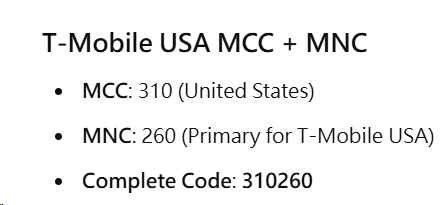 T-Mobile USA MCC + MNC
• MCC: 310 (United States)
• MNC: 260 (Primary for T-Mobile USA)
• Complete Code: 310260